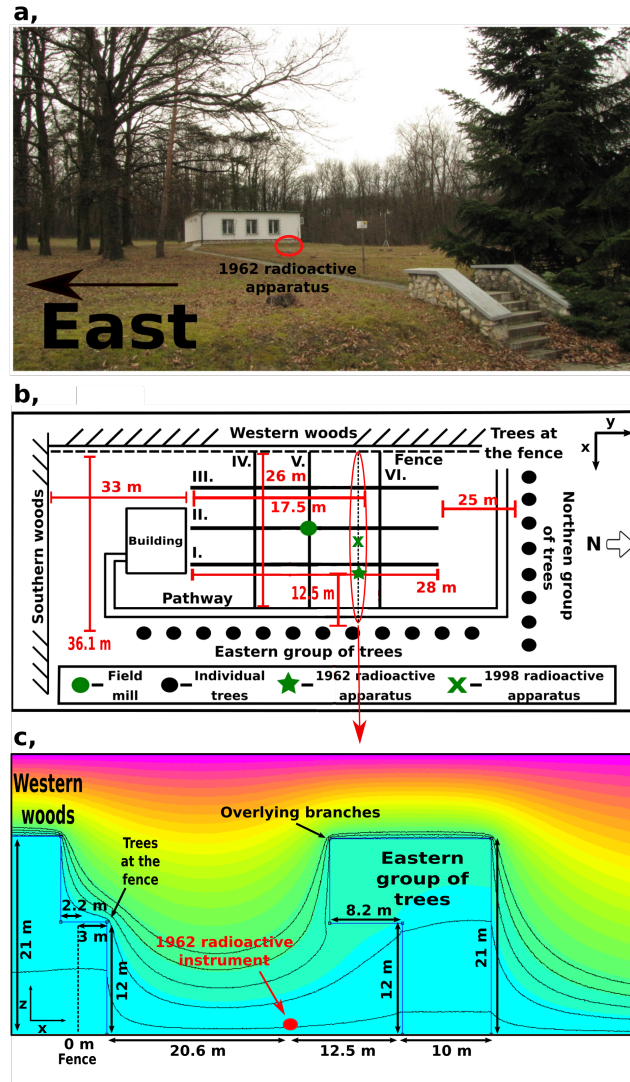 a,
1962 radioactive
apparatus
East
b,
Western woods
Trees at
the fence
y
x
IV.
V.
Fence
VI.
III.
26 m
33 m
17.5 m
25 m
II.
Building
Southern woods
Northren group
of trees
N
I.
12.5 m
28 m
Pathway
36.1 m
Eastern group of trees
Field
mill
Individual
trees
1962 radioactive
apparatus
1998 radioactive
apparatus
c,
Western
woods
Overlying branches
Trees
at the
fence
Eastern
group of
trees
2.2 m
8.2 m
3 m
21 m
1962 radioactive
instrument
12 m
12 m
21 m
z
x
0 m
Fence
20.6 m
12.5 m
10 m